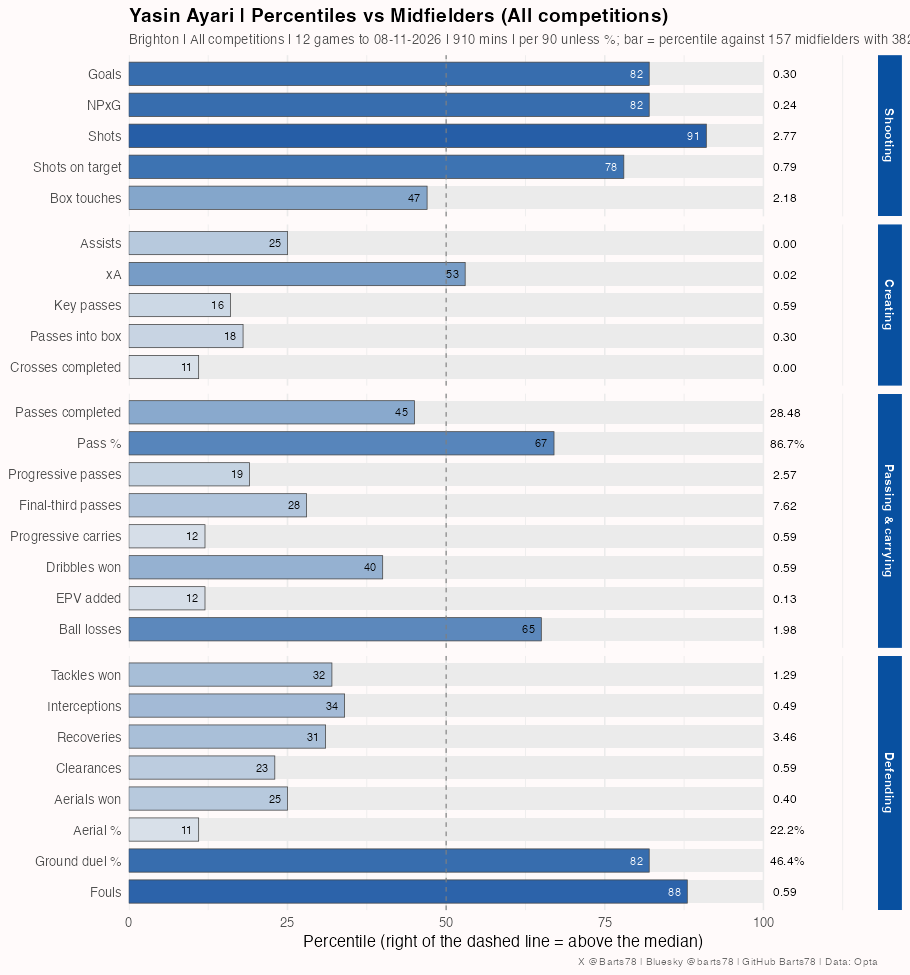 Yasin Ayari | Percentiles vs Midfielders (All competitions)
Brighton | All competitions | 12 games to 08-11-2026 | 910 mins | per 90 unless %; bar = percentile against 157 midfielders with 382
Goals 82 0.30
NPxG 82 0.24
Shots 91 2.77
Shots on target 78 0.79
Box touches 47 2.18
Shooting
Assists 25 0.00
xA 53 0.02
Key passes 16 0.59
Passes into box 18 0.30
Crosses completed 11 0.00
Creating
Passes completed 45 28.48
Pass % 67 86.7%
Progressive passes 19 2.57
Final-third passes 28 7.62
Progressive carries 12 0.59
Dribbles won 40 0.59
EPV added 12 0.13
Ball losses 65 1.98
Passing & carrying
Tackles won 32 1.29
Interceptions 34 0.49
Recoveries 31 3.46
Clearances 23 0.59
Aerials won 25 0.40
Aerial % 11 22.2%
Ground duel % 82 46.4%
Fouls 88 0.59
Defending
0 25 50 75 100
Percentile (right of the dashed line = above the median)
X @Barts78 | Bluesky @barts78 | GitHub Barts78 | Data: Opta